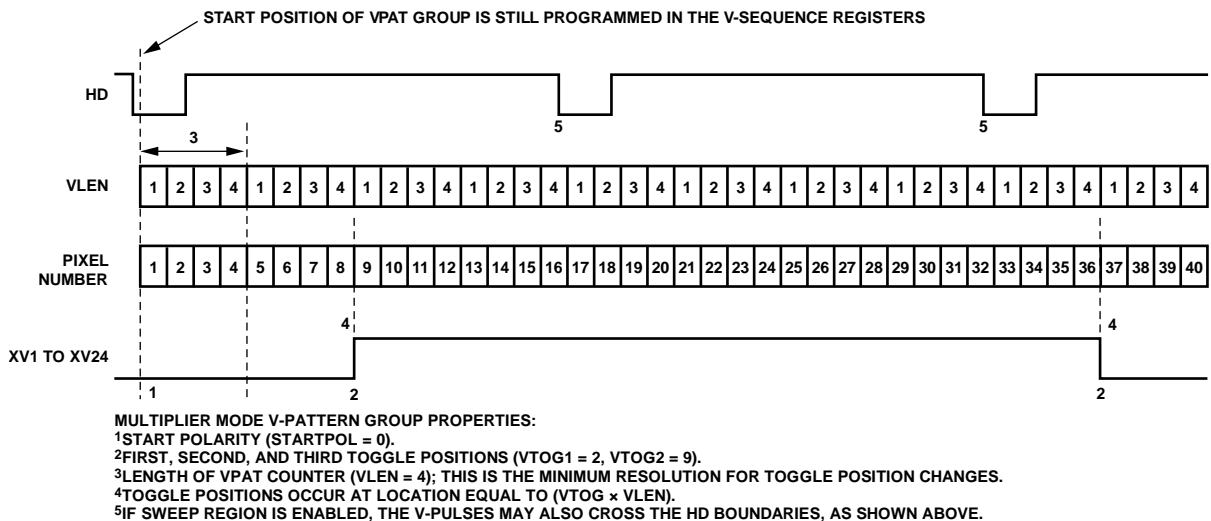 START POSITION OF VPAT GROUP IS STILL PROGRAMMED IN THE V-SEQUENCE REGISTERS
HD
5 5
3
VLEN 1 2 3 4 1 2 3 4 1 2 3 4 1 2 3 4 1 2 3 4 1 2 3 4 1 2 3 4 1 2 3 4 1 2 3 4 1 2 3 4
PIXEL
NUMBER
1 2 3 4 5 6 7 8 9 10 11 12 13 14 15 16 17 18 19 20 21 22 23 24 25 26 27 28 29 30 31 32 33 34 35 36 37 38 39 40
4 4
XV1 TO XV24
1 2 2
MULTIPLIER MODE V-PATTERN GROUP PROPERTIES:
1START POLARITY (STARTPOL = 0).
2FIRST, SECOND, AND THIRD TOGGLE POSITIONS (VTOG1 = 2, VTOG2 = 9).
3LENGTH OF VPAT COUNTER (VLEN = 4); THIS IS THE MINIMUM RESOLUTION FOR TOGGLE POSITION CHANGES.
4TOGGLE POSITIONS OCCUR AT LOCATION EQUAL TO (VTOG × VLEN).
5IF SWEEP REGION IS ENABLED, THE V-PULSES MAY ALSO CROSS THE HD BOUNDARIES, AS SHOWN ABOVE.